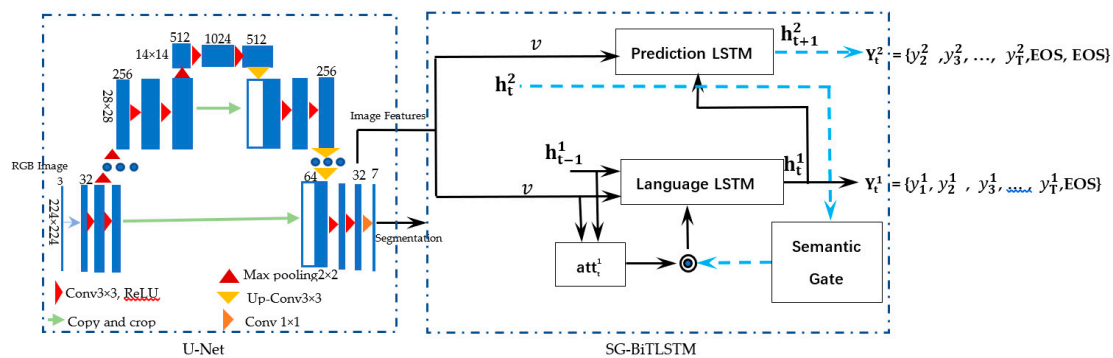 512 1024 512
14×14
256
28×28
256
RGB Image
3
224×224
32
64
32 7
Image Features
Segmentation
Max pooling2×2
Conv3×3, ReLU
Up-Conv3×3
Copy and crop
Conv 1×1
U-Net
v
Prediction LSTM
h²ₜ₊₁
Y²ₜ = {y²₂ ,y²₃, ..., y²_T,EOS, EOS}
h²ₜ
h¹ₜ₋₁
v
Language LSTM
h¹ₜ
Y¹ₜ = {y¹₁, y¹₂ , y¹₃, ..., y¹_T,EOS}
att¹ₜ
Semantic
Gate
SG-BiTLSTM